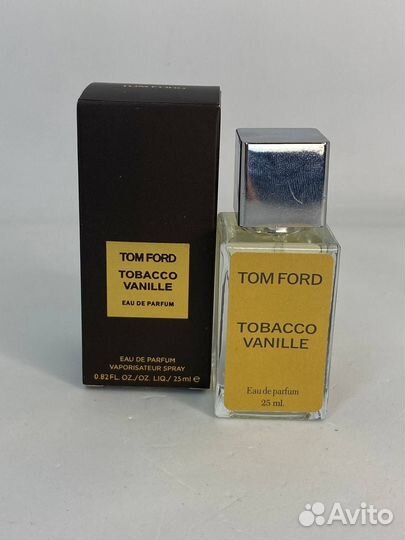 TOM FORD
TOM FORD
TOBACCO
VANILLE
EAU DE PARFUM
EAU DE PARFUM
VAPORISATEUR SPRAY
0.82 FL. OZ./OZ. LIQ./ 25 ml e
TOM FORD
TOBACCO
VANILLE
Eau de parfum
25 ml.
Avito